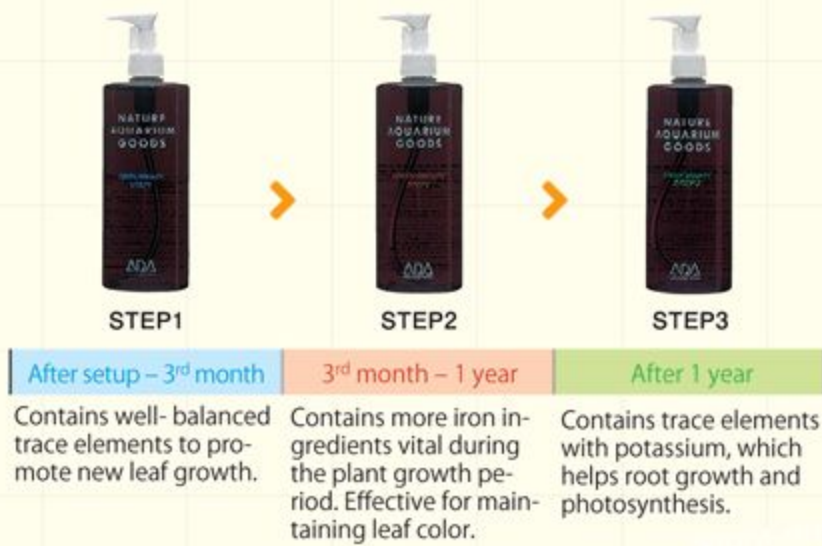 NATURE
AQUARIUM
GOODS
ADA
NATURE
AQUARIUM
GOODS
ADA
NATURE
AQUARIUM
GOODS
ADA
STEP1
STEP2
STEP3
After setup – 3rd month
Contains well- balanced
trace elements to pro-
mote new leaf growth.
3rd month – 1 year
Contains more iron in-
gredients vital during
the plant growth pe-
riod. Effective for main-
taining leaf color.
After 1 year
Contains trace elements
with potassium, which
helps root growth and
photosynthesis.